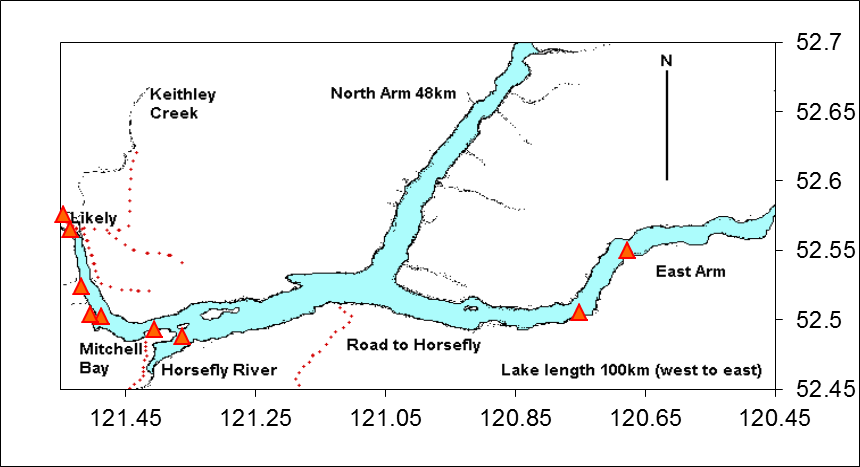 52.7
N
Keithley
Creek
North Arm 48km
52.65
52.6
Likely
52.55
East Arm
52.5
Mitchell
Bay
Horsefly River
Road to Horsefly
Lake length 100km (west to east)
52.45
121.45 121.25 121.05 120.85 120.65 120.45